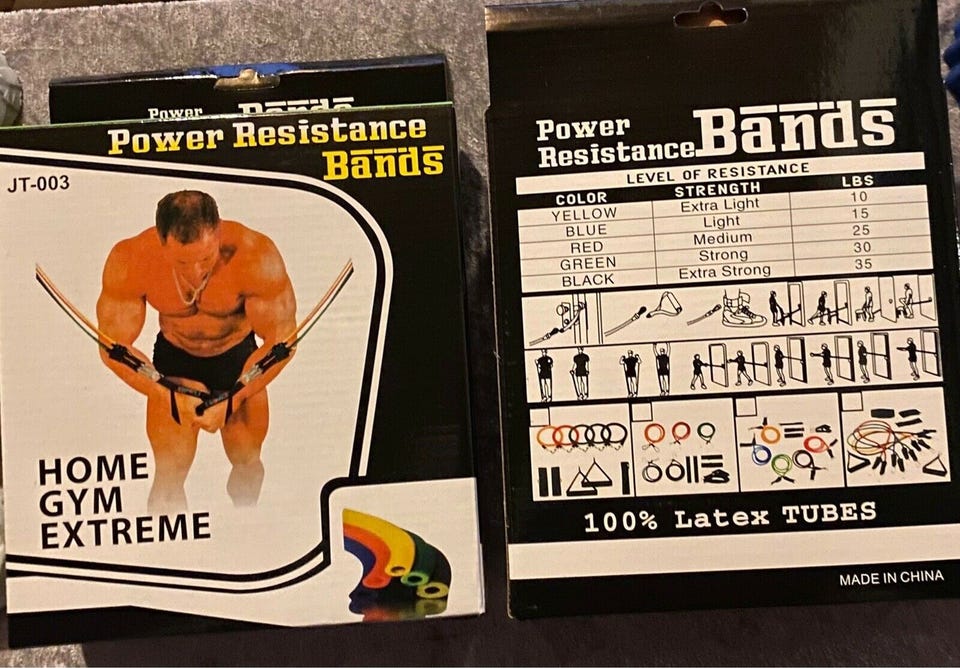 Power Bands
Power Resistance
Bands
JT-003
HOME
GYM
EXTREME
Power
Resistance Bands
LEVEL OF RESISTANCE
COLOR STRENGTH LBS
YELLOW Extra Light 10
BLUE Light 15
RED Medium 25
GREEN Strong 30
BLACK Extra Strong 35
100% Latex TUBES
MADE IN CHINA